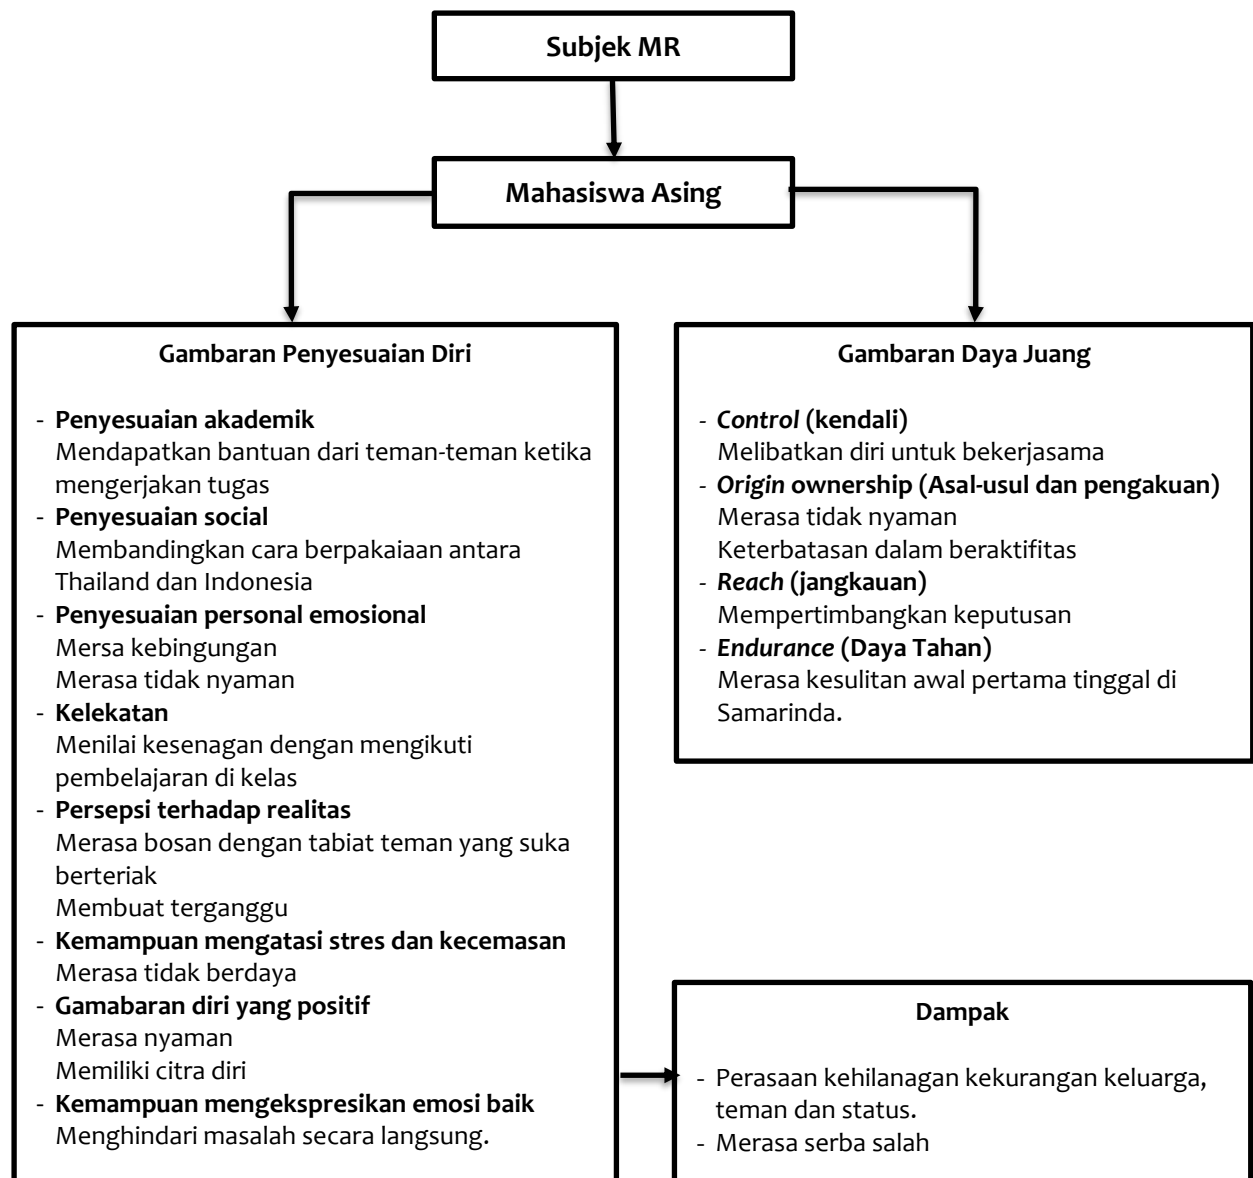 Subjek MR
Mahasiswa Asing
Gambaran Penyesuaian Diri
- Penyesuaian akademik
Mendapatkan bantuan dari teman-teman ketika
mengerjakan tugas
- Penyesuaian social
Membandingkan cara berpakaiaan antara
Thailand dan Indonesia
- Penyesuaian personal emosional
Mersa kebingungan
Merasa tidak nyaman
- Kelekatan
Menilai kesenagan dengan mengikuti
pembelajaran di kelas
- Persepsi terhadap realitas
Merasa bosan dengan tabiat teman yang suka
berteriak
Membuat terganggu
- Kemampuan mengatasi stres dan kecemasan
Merasa tidak berdaya
- Gamabaran diri yang positif
Merasa nyaman
Memiliki citra diri
- Kemampuan mengekspresikan emosi baik
Menghindari masalah secara langsung.
Gambaran Daya Juang
- Control (kendali)
Melibatkan diri untuk bekerjasama
- Origin ownership (Asal-usul dan pengakuan)
Merasa tidak nyaman
Keterbatasan dalam beraktifitas
- Reach (jangkauan)
Mempertimbangkan keputusan
- Endurance (Daya Tahan)
Merasa kesulitan awal pertama tinggal di
Samarinda.
Dampak
- Perasaan kehilanagan kekurangan keluarga,
teman dan status.
- Merasa serba salah